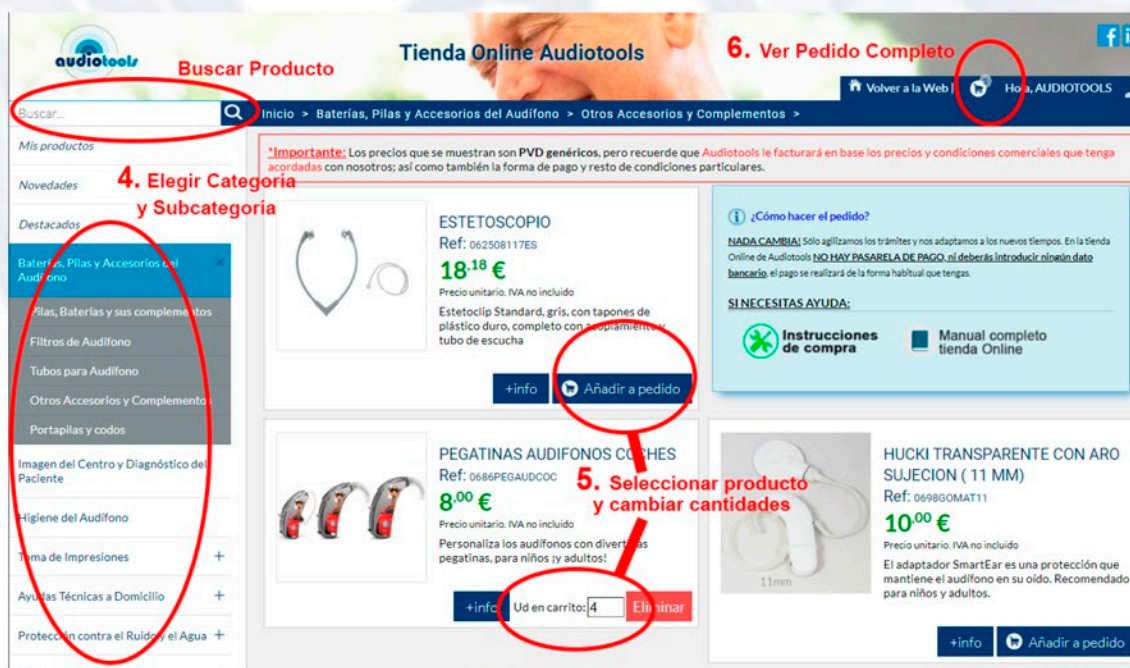 audiotools
Tienda Online Audiotools
6. Ver Pedido Completo
Buscar Producto
Volver a la Web |
Hola, AUDIOTOOLS
Buscar...
Inicio > Baterías, Pilas y Accesorios del Audífono > Otros Accesorios y Complementos >
Mis productos
Novedades
Destacados
4. Elegir Categoría
y Subcategoría
Baterías, Pilas y Accesorios del
Audífono
Pilas, Baterías y sus complementos
Filtros de Audífono
Tubos para Audífono
Otros Accesorios y Complementos
Portapilas y codos
Imagen del Centro y Diagnóstico del
Paciente
Higiene del Audífono
Toma de Impresiones +
Ayudas Técnicas a Domicilio +
Protección contra el Ruido y el Agua +
*Importante: Los precios que se muestran son PVD genéricos, pero recuerde que Audiotools le facturará en base los precios y condiciones comerciales que tenga
acordadas con nosotros; así como también la forma de pago y resto de condiciones particulares.
ESTETOSCOPIO
Ref: 062508117ES
18.18 €
Precio unitario. IVA no incluido
Estetoclip Standard, gris, con tapones de
plástico duro, completo con acoplamiento y
tubo de escucha
+info
Añadir a pedido
¿Cómo hacer el pedido?
NADA CAMBIA! Sólo agilizamos los trámites y nos adaptamos a los nuevos tiempos. En la tienda
Online de Audiotools NO HAY PASARELA DE PAGO, ni deberás introducir ningún dato
bancario, el pago se realizará de la forma habitual que tengas.
SI NECESITAS AYUDA:
Instrucciones
de compra
Manual completo
tienda Online
PEGATINAS AUDIFONOS COCHES
Ref: 0686PEGAUDCOC
8.00 €
Precio unitario. IVA no incluido
Personaliza los audífonos con divertidas
pegatinas, para niños ¡y adultos!
+info
Ud en carrito: 4
Eliminar
5. Seleccionar producto
y cambiar cantidades
11mm
HUCKI TRANSPARENTE CON ARO
SUJECION ( 11 MM)
Ref: 0698GOMAT11
10.00 €
Precio unitario. IVA no incluido
El adaptador SmartEar es una protección que
mantiene el audífono en su oído. Recomendado
para niños y adultos.
+info
Añadir a pedido